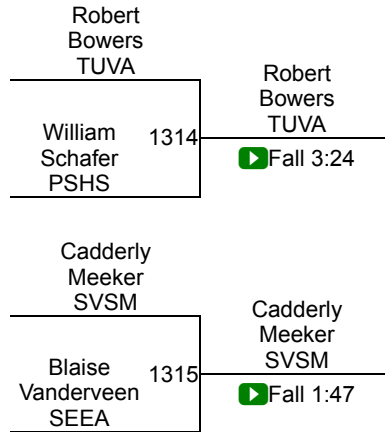 Robert
Bowers
TUVA
William
Schafer
PSHS
1314
Robert
Bowers
TUVA
Fall 3:24
Cadderly
Meeker
SVSM
Blaise
Vanderveen
SEEA
1315
Cadderly
Meeker
SVSM
Fall 1:47